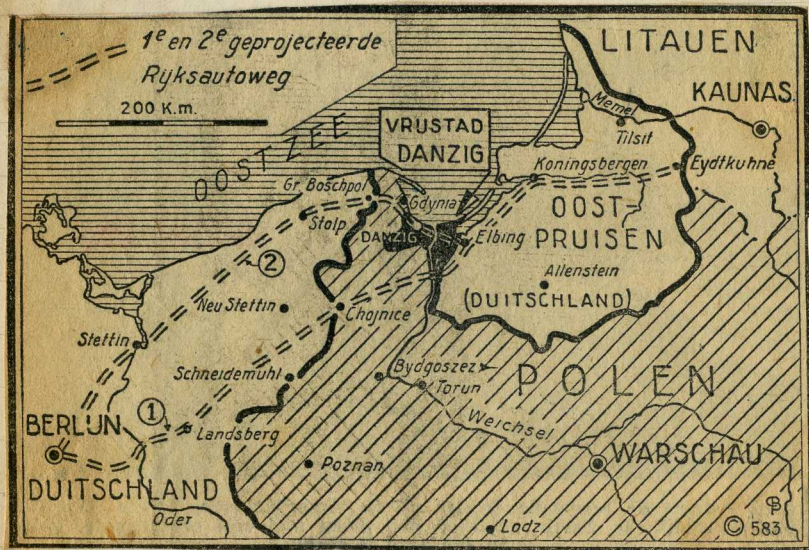 1e en 2e geprojecteerde
Rijksautoweg
200 K.m.
OOSTZEE
VRIJSTAD
DANZIG
LITAUEN
KAUNAS
Memel
Tilsit
Koningsbergen
Eydtkuhne
Gr. Boschpol
Gdynia
Stolp
DANZIG
Elbing
OOST-
PRUISEN
Allenstein
(DUITSCHLAND)
②
Neu Stettin
Chojnice
Stettin
Schneidemuhl
Bydgoszez
Torun
POLEN
①
BERLIJN
Landsberg
Weichsel
WARSCHAU
DUITSCHLAND
Poznan
Oder
Lodz
© 583